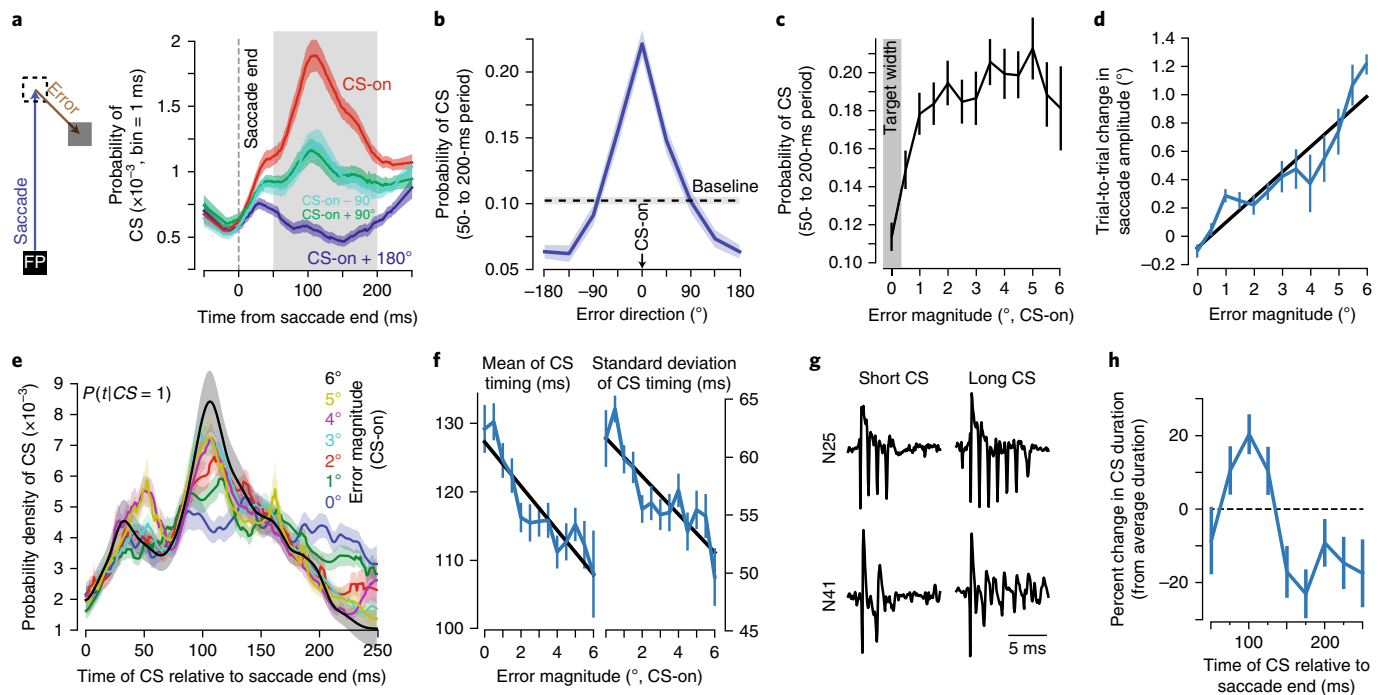 a
Error
Saccade
FP
Probability of
CS (×10⁻³, bin = 1 ms)
2
1.5
1
0.5
Saccade end
CS-on
CS-on – 90°
CS-on + 90°
CS-on + 180°
0
100
200
Time from saccade end (ms)
b
Probability of CS
(50- to 200-ms period)
0.20
0.15
0.10
0.05
Baseline
CS-on
–180
–90
0
90
180
Error direction (°)
c
Probability of CS
(50- to 200-ms period)
0.20
0.18
0.16
0.14
0.12
0.10
Target width
0 1 2 3 4 5 6
Error magnitude (°, CS-on)
d
Trial-to-trial change in
saccade amplitude (°)
1.4
1.2
1.0
0.8
0.6
0.4
0.2
0
–0.2
0 1 2 3 4 5 6
Error magnitude (°)
e
Probability density of CS (×10⁻³)
9
8
7
6
5
4
3
2
1
P(t|CS = 1)
6°
5°
4°
3°
2°
1°
0°
Error magnitude
(CS-on)
0 50 100 150 200 250
Time of CS relative to saccade end (ms)
f
Mean of CS
timing (ms)
130
120
110
100
0 2 4 6
Standard deviation
of CS timing (ms)
65
60
55
50
45
0 2 4 6
Error magnitude (°, CS-on)
g
Short CS
Long CS
N25
N41
5 ms
h
Percent change in CS duration
(from average duration)
20
0
–20
100
200
Time of CS relative to
saccade end (ms)